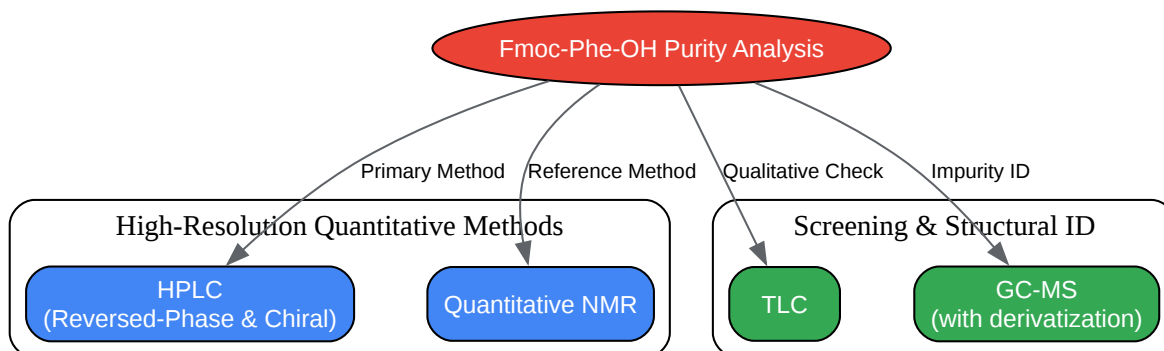 Fmoc-Phe-OH Purity Analysis
Primary Method
Reference Method
Qualitative Check
Impurity ID
High-Resolution Quantitative Methods
HPLC
(Reversed-Phase & Chiral)
Quantitative NMR
Screening & Structural ID
TLC
GC-MS
(with derivatization)